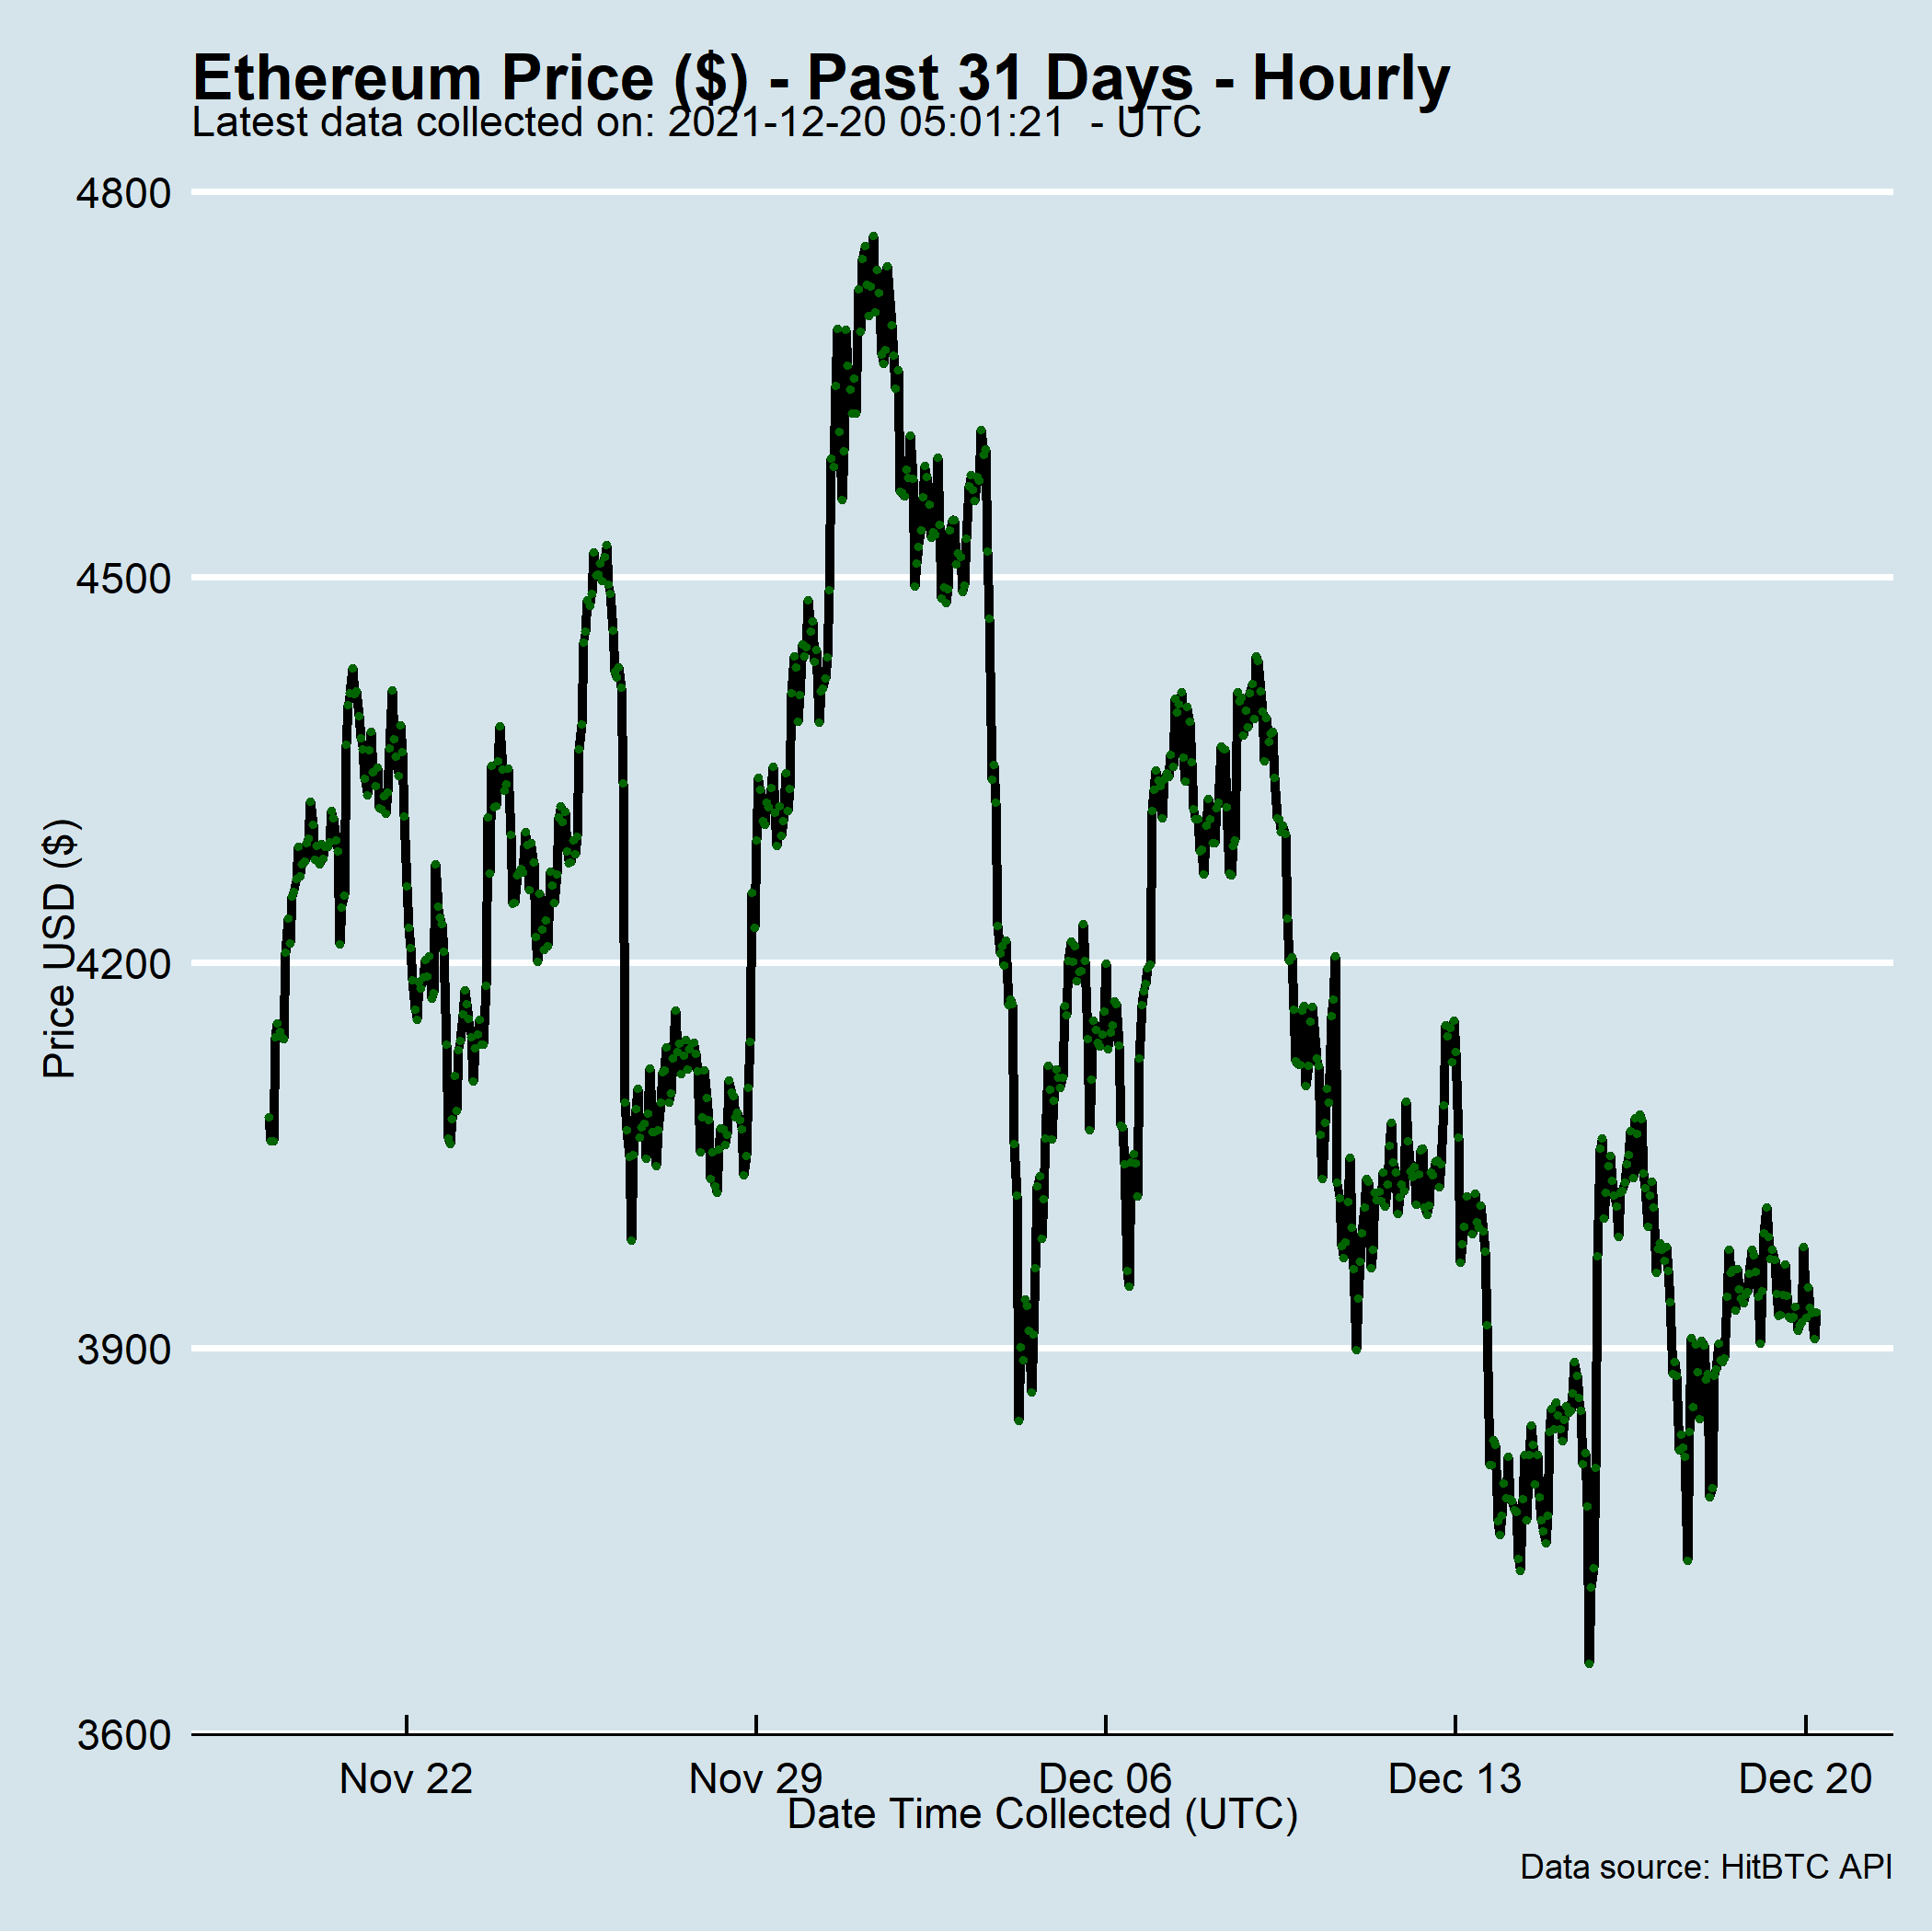 Ethereum Price ($) - Past 31 Days - Hourly
Latest data collected on: 2021-12-20 05:01:21  - UTC
4800
4500
4200
3900
3600
Price USD ($)
Nov 22
Nov 29
Dec 06
Dec 13
Dec 20
Date Time Collected (UTC)
Data source: HitBTC API